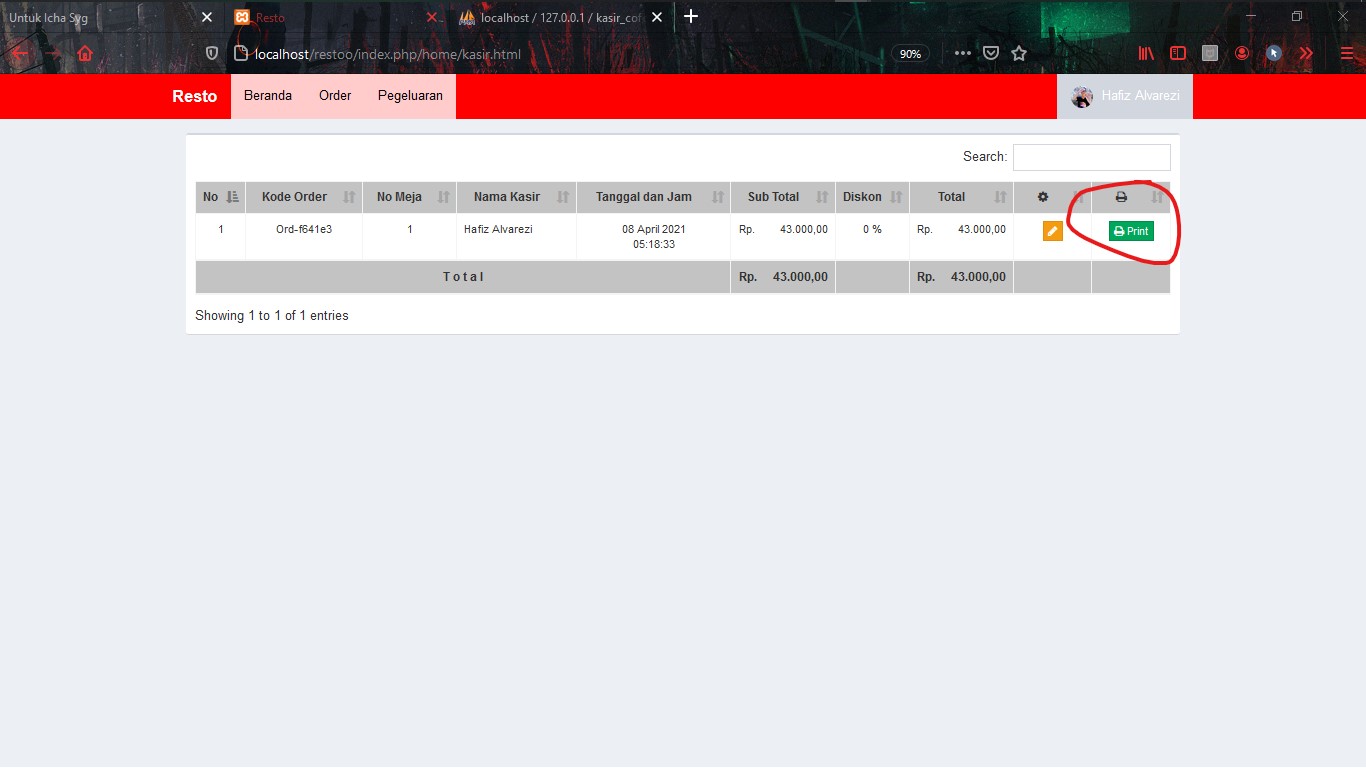 Untuk Icha Syg
Resto
localhost / 127.0.0.1 / kasir_cof
localhost/restoo/index.php/home/kasir.html
90%
Resto Beranda Order Pegeluaran Hafiz Alvarezi
Search:
No Kode Order No Meja Nama Kasir Tanggal dan Jam Sub Total Diskon Total
1 Ord-f641e3 1 Hafiz Alvarezi 08 April 2021 Rp. 43.000,00 0 % Rp. 43.000,00 Print
05:18:33
T o t a l Rp. 43.000,00 Rp. 43.000,00
Showing 1 to 1 of 1 entries